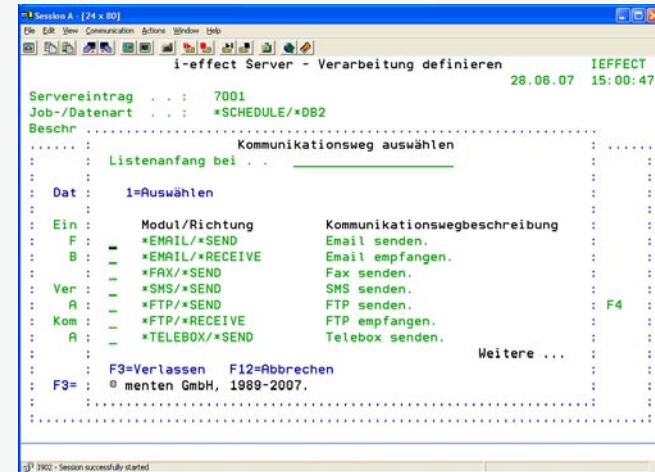 Session A - [24 x 80]
File Edit View Communication Actions Window Help
i-effect Server - Verarbeitung definieren IEFFECT
28.06.07 15:00:47
Servereintrag . . : 7001
Job-/Datenart . . : *SCHEDULE/*DB2
Beschr
Kommunikationsweg auswählen
Listenanfang bei . .
Dat : 1=Auswählen
Ein : Modul/Richtung Kommunikationswegbeschreibung
F : *EMAIL/*SEND Email senden.
B : *EMAIL/*RECEIVE Email empfangen.
*FAX/*SEND Fax senden.
Ver : *SMS/*SEND SMS senden.
A : *FTP/*SEND FTP senden. : F4
Kom : *FTP/*RECEIVE FTP empfangen.
A : *TELEBOX/*SEND Telebox senden.
Weitere ...
F3=Verlassen F12=Abbrechen
F3= : © menten GmbH, 1989-2007.
I902 - Session successfully started